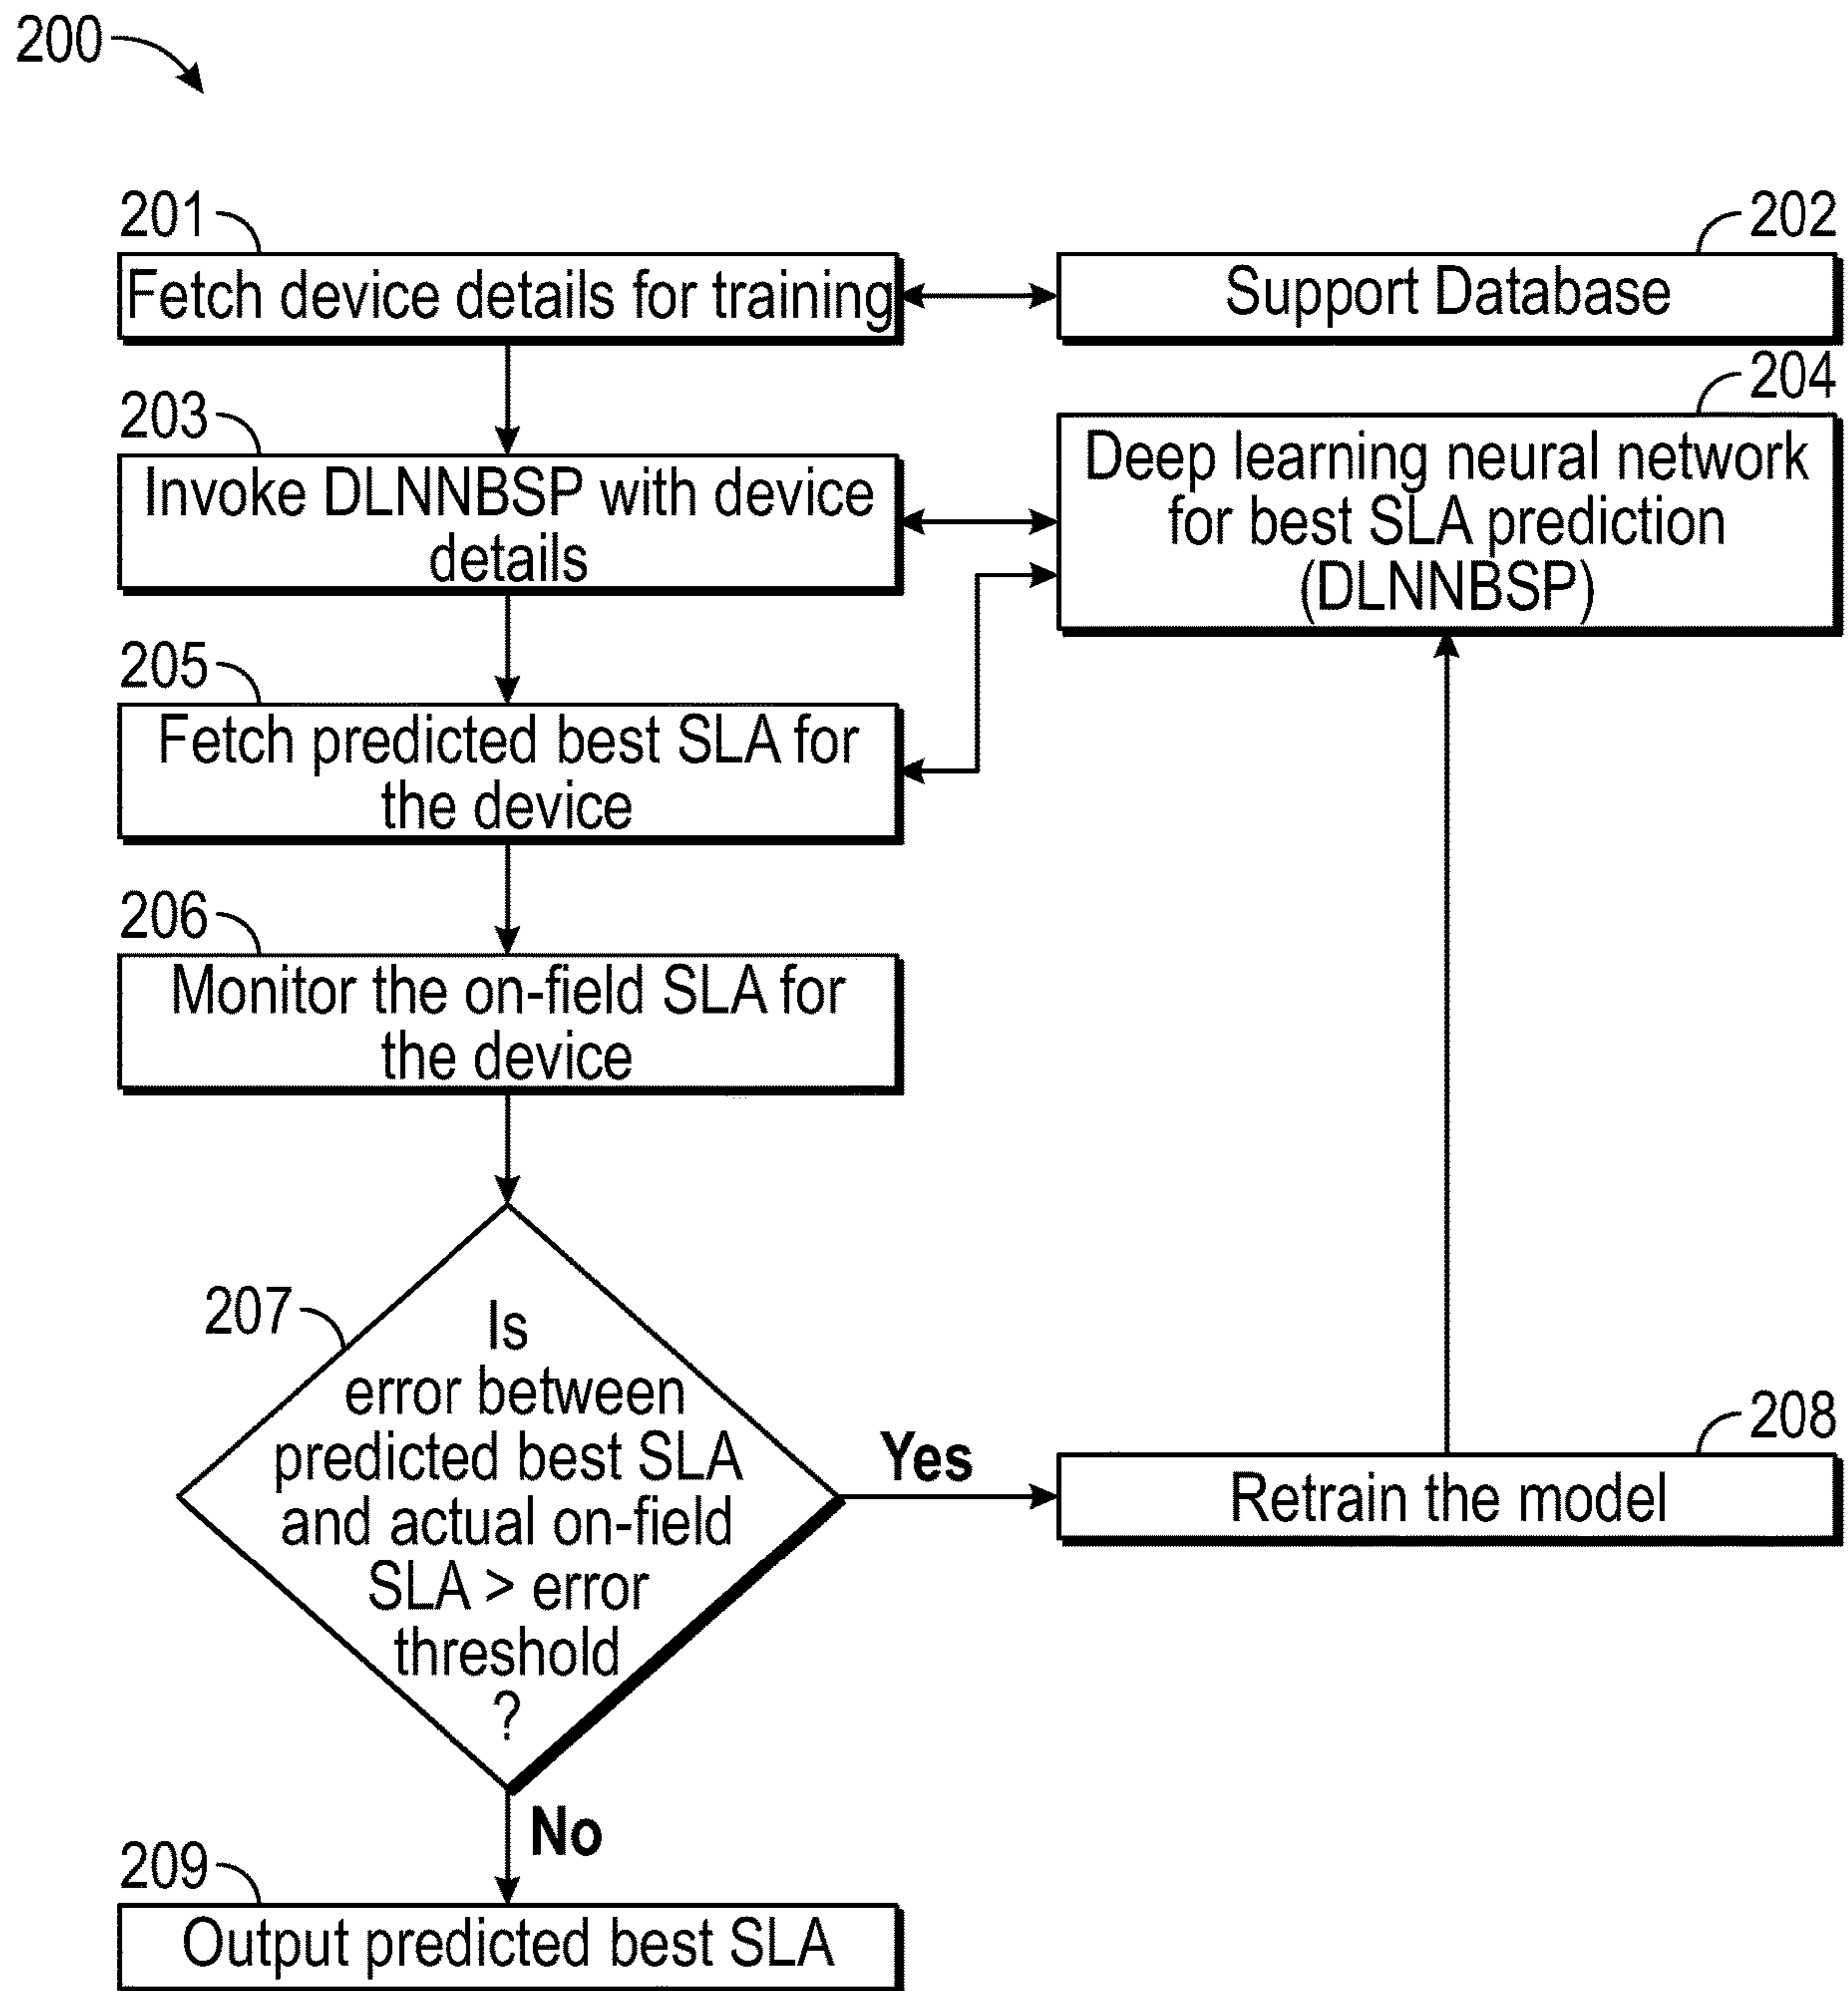 200
201
Fetch device details for training
202
Support Database
203
Invoke DLNNBSP with device
details
204
Deep learning neural network
for best SLA prediction
(DLNNBSP)
205
Fetch predicted best SLA for
the device
206
Monitor the on-field SLA for
the device
207
Is
error between
predicted best SLA
and actual on-field
SLA > error
threshold
?
Yes
208
Retrain the model
No
209
Output predicted best SLA